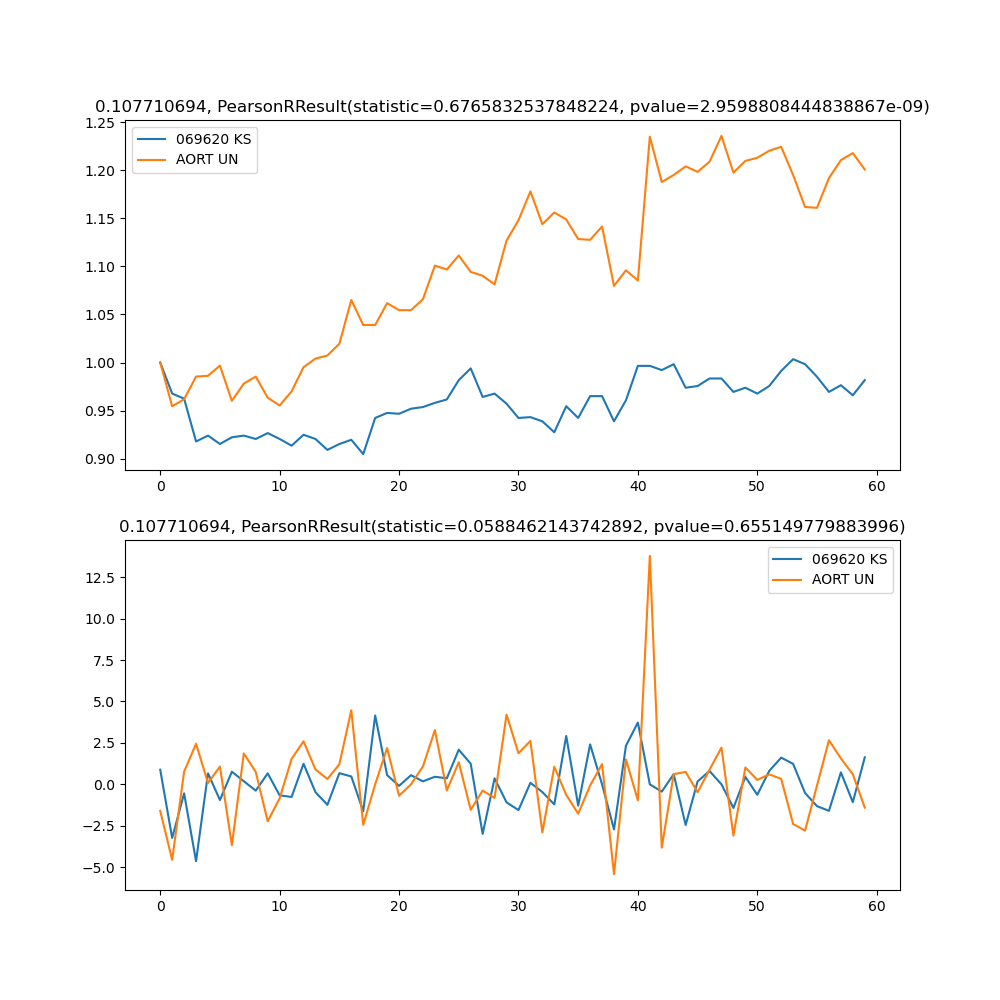 0.107710694, PearsonRResult(statistic=0.6765832537848224, pvalue=2.9598808444838867e-09)
1.25
1.20
1.15
1.10
1.05
1.00
0.95
0.90
069620 KS
AORT UN
0 10 20 30 40 50 60
0.107710694, PearsonRResult(statistic=0.0588462143742892, pvalue=0.655149779883996)
12.5
10.0
7.5
5.0
2.5
0.0
−2.5
−5.0
069620 KS
AORT UN
0 10 20 30 40 50 60